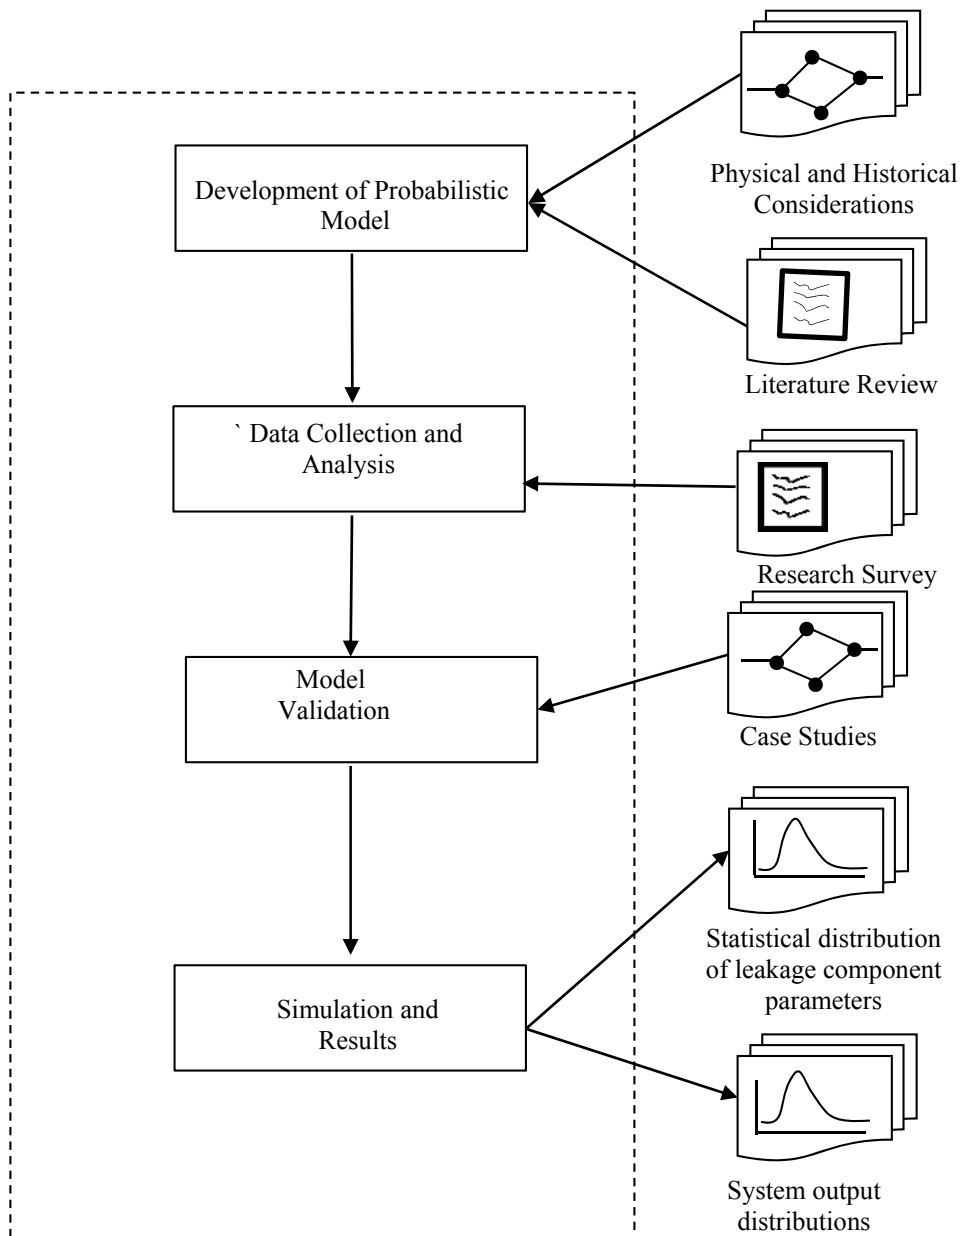 Development of Probabilistic
Model
Physical and Historical
Considerations
Literature Review
` Data Collection and
Analysis
Research Survey
Model
Validation
Case Studies
Statistical distribution
of leakage component
parameters
Simulation and
Results
System output
distributions